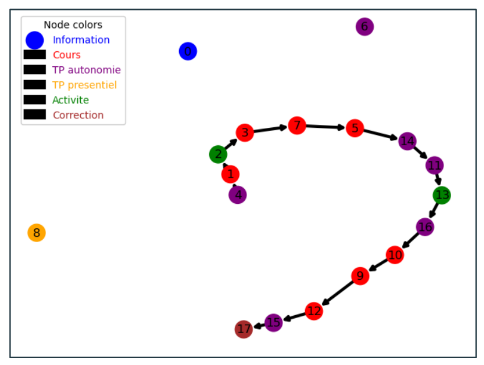 Node colors
Information
Cours
TP autonomie
TP presentiel
Activite
Correction
6
0
3
7
5
14
2
11
1
4
13
16
8
10
9
12
15
17